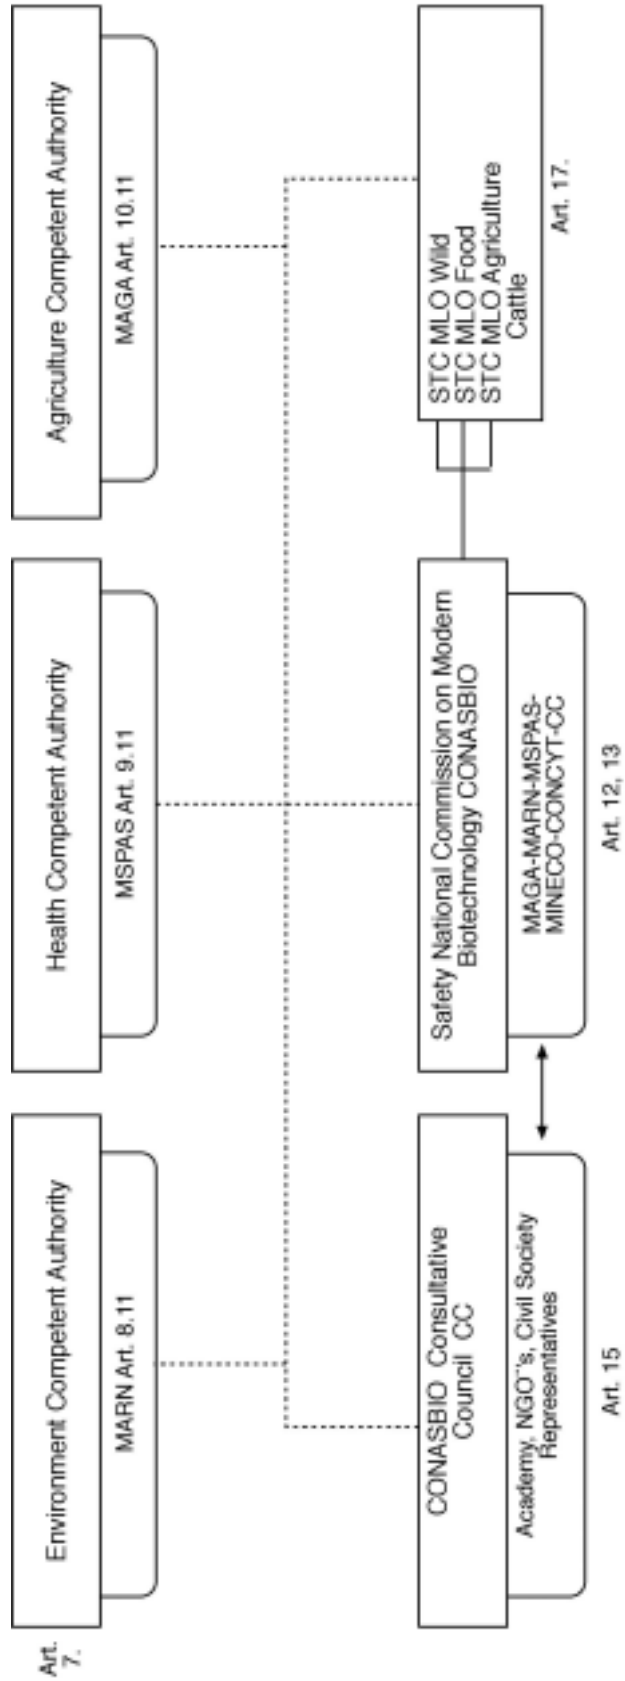 Art.
7.
Environment Competent Authority
MARN Art. 8.11
Health Competent Authority
MSPAS Art. 9.11
Agriculture Competent Authority
MAGA Art. 10.11
CONASBIO Consultative
Council CC
Academy, NGO¨s, Civil Society
Representatives
Art. 15
Safety National Commission on Modern
Biotechnology CONASBIO
MAGA-MARN-MSPAS-
MINECO-CONCYT-CC
Art. 12, 13
STC MLO Wild
STC MLO Food
STC MLO Agriculture
Cattle
Art. 17.